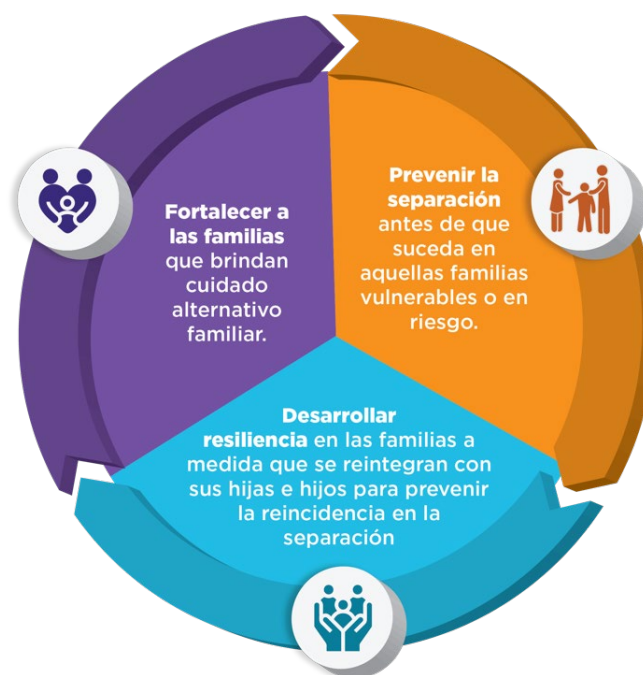 Fortalecer a
las familias
que brindan
cuidado
alternativo
familiar.
Prevenir la
separación
antes de que
suceda en
aquellas familias
vulnerables o en
riesgo.
Desarrollar
resiliencia en las familias a
medida que se reintegran con
sus hijas e hijos para prevenir
la reincidencia en la
separación